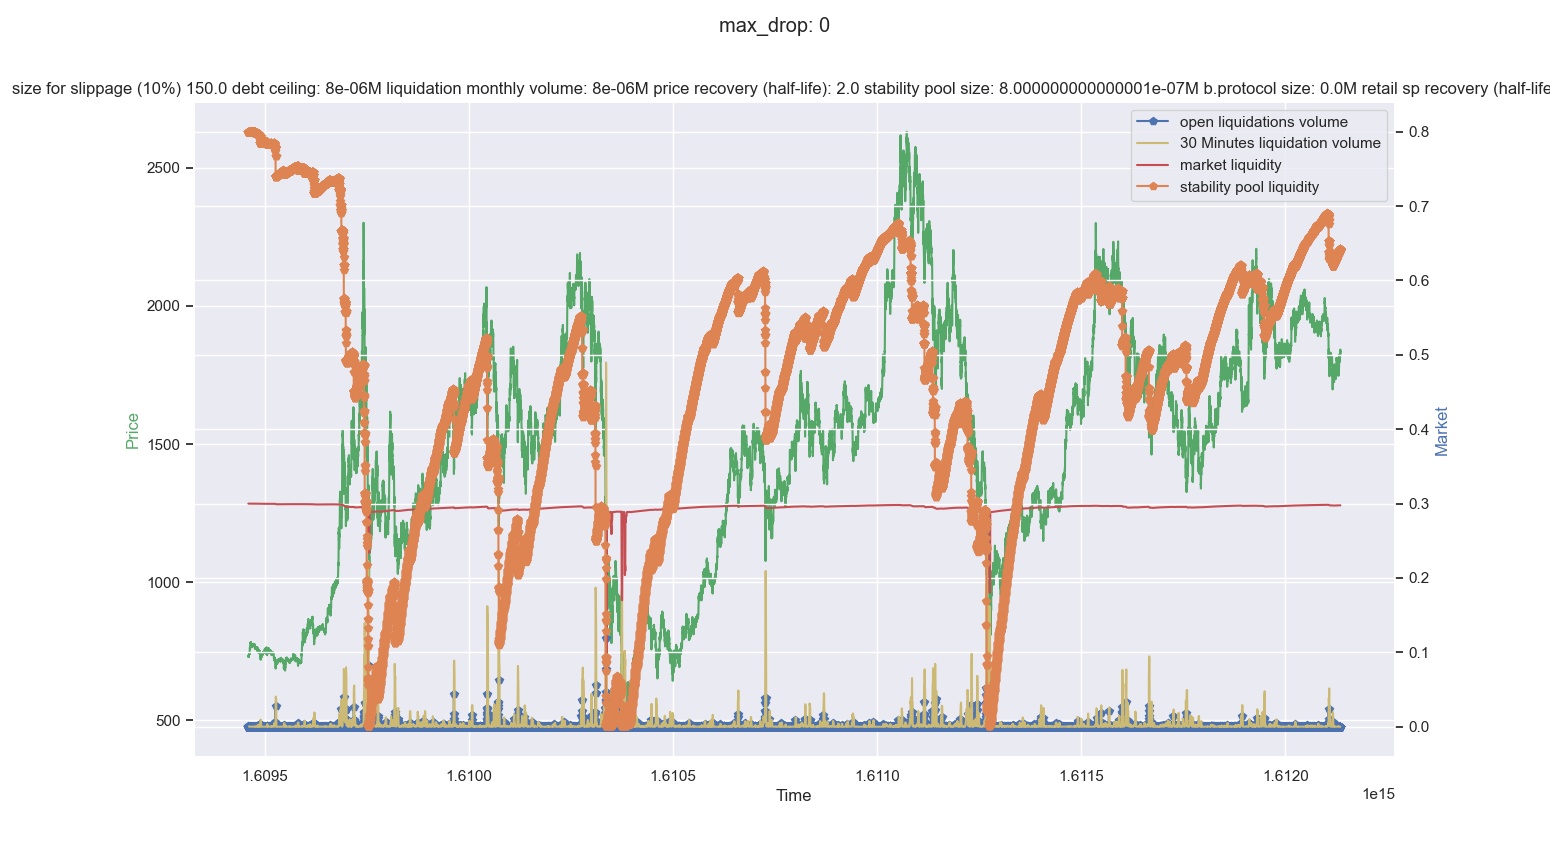 max_drop: 0
size for slippage (10%) 150.0 debt ceiling: 8e-06M liquidation monthly volume: 8e-06M price recovery (half-life): 2.0 stability pool size: 8.000000000000001e-07M b.protocol size: 0.0M retail sp recovery (half-life
open liquidations volume
30 Minutes liquidation volume
market liquidity
stability pool liquidity
2500
2000
1500
1000
500
Price
0.8
0.7
0.6
0.5
0.4
0.3
0.2
0.1
0.0
Market
1.6095
1.6100
1.6105
1.6110
1.6115
1.6120
Time
1e15